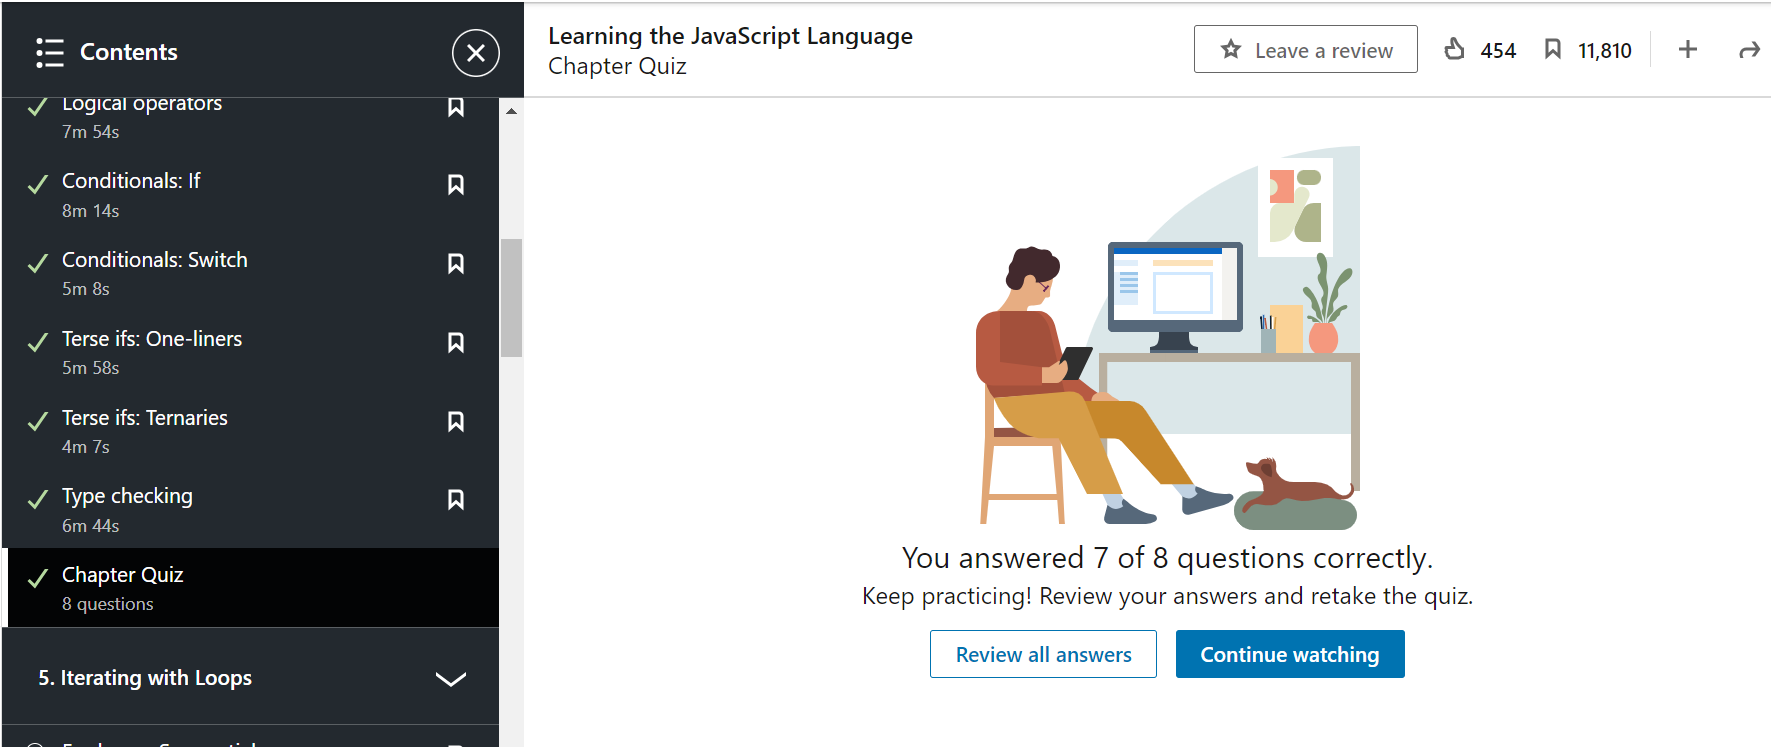 Contents
Logical operators
7m 54s
Conditionals: If
8m 14s
Conditionals: Switch
5m 8s
Terse ifs: One-liners
5m 58s
Terse ifs: Ternaries
4m 7s
Type checking
6m 44s
Chapter Quiz
8 questions
5. Iterating with Loops
Learning the JavaScript Language
Chapter Quiz
Leave a review
454
11,810
You answered 7 of 8 questions correctly.
Keep practicing! Review your answers and retake the quiz.
Review all answers
Continue watching